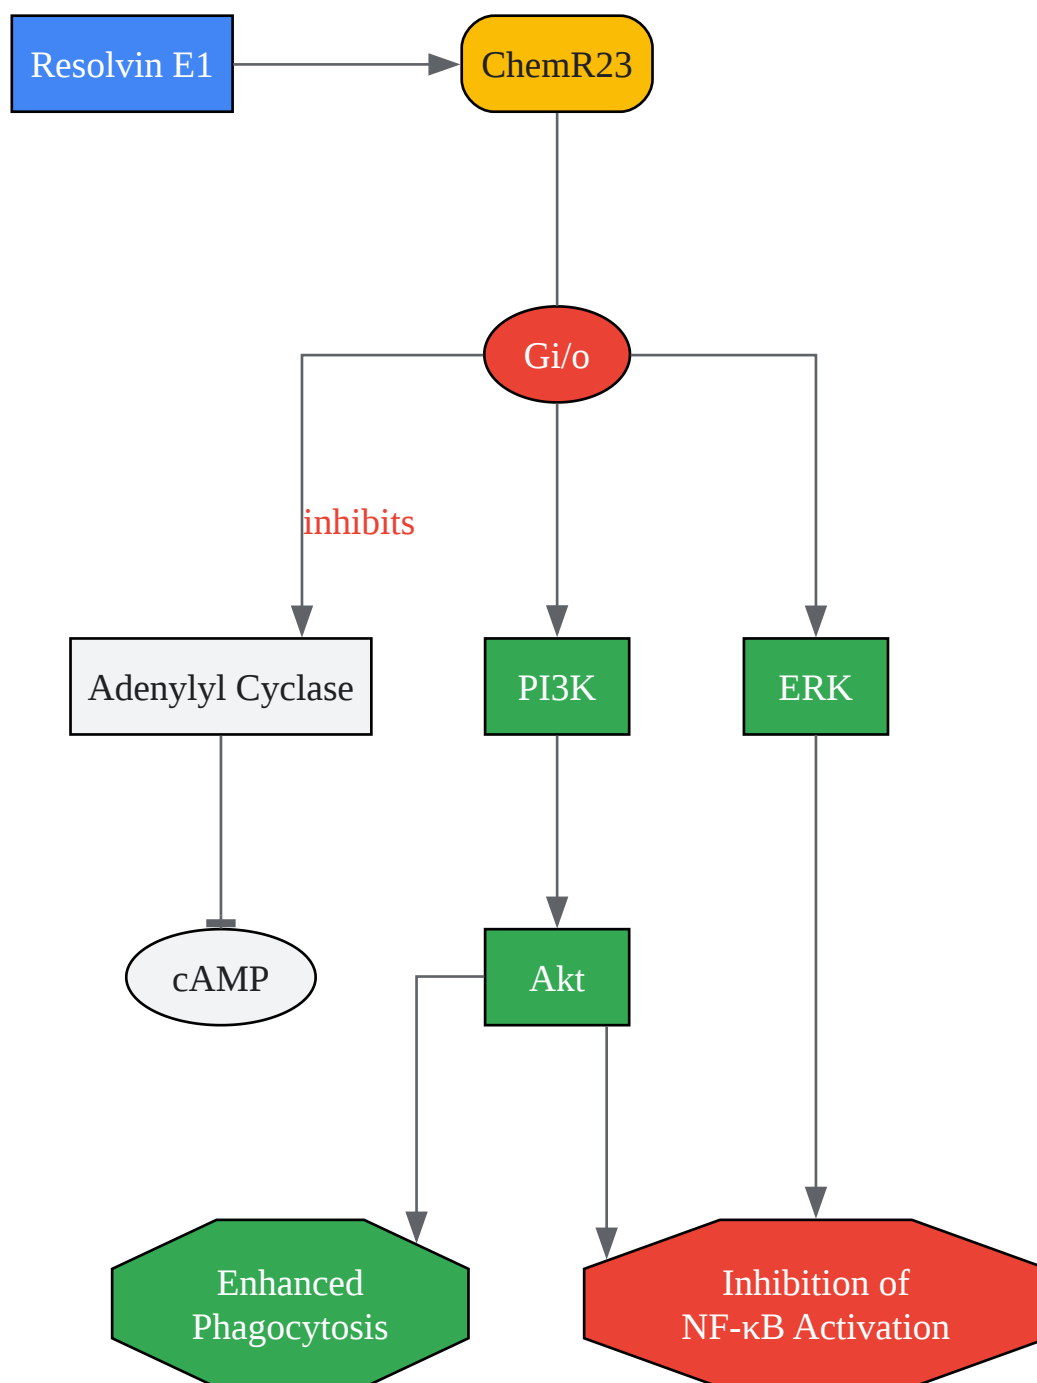 Resolvin E1
ChemR23
Gi/o
inhibits
Adenylyl Cyclase
PI3K
ERK
cAMP
Akt
Enhanced
Phagocytosis
Inhibition of
NF-κB Activation